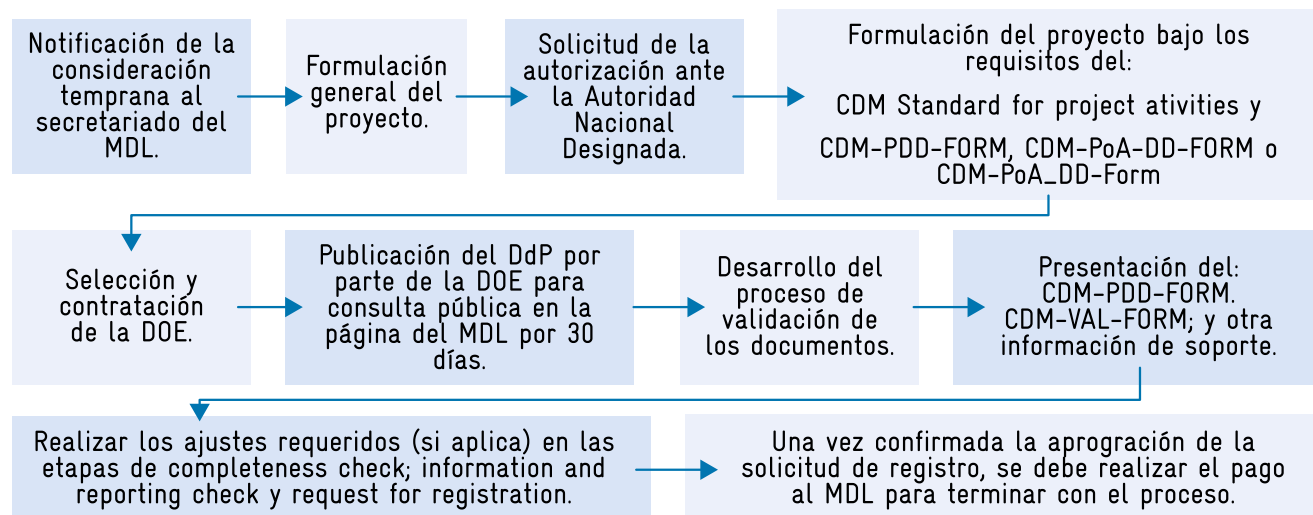 Notificación de la
consideración
temprana al
secretariado del
MDL.
Formulación
general del
proyecto.
Solicitud de la
autorización ante
la Autoridad
Nacional
Designada.
Formulación del proyecto bajo los
requisitos del:
CDM Standard for project ativities y
CDM-PDD-FORM, CDM-PoA-DD-FORM o
CDM-PoA_DD-Form
Selección y
contratación
de la DOE.
Publicación del DdP por
parte de la DOE para
consulta pública en la
página del MDL por 30
días.
Desarrollo del
proceso de
validación de
los documentos.
Presentación del:
CDM-PDD-FORM.
CDM-VAL-FORM; y otra
información de soporte.
Realizar los ajustes requeridos (si aplica) en las
etapas de completeness check; information and
reporting check y request for registration.
Una vez confirmada la aprogración de la
solicitud de registro, se debe realizar el pago
al MDL para terminar con el proceso.